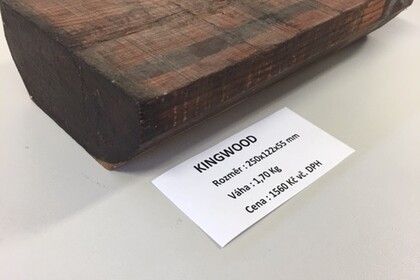 KINGWOOD
Rozměr : 250x122x55 mm
Váha : 1,70 Kg
Cena : 1560 Kč vč. DPH